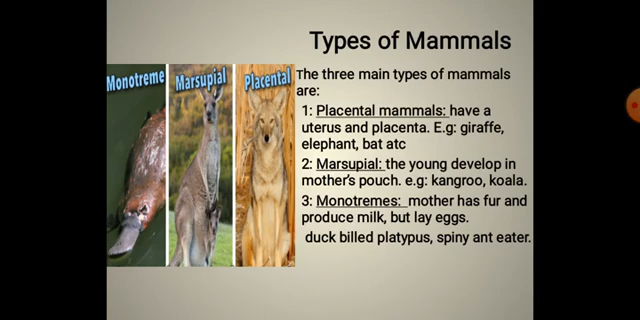 Types of Mammals
Monotreme
Marsupial
Placental
The three main types of mammals
are:
1: Placental mammals: have a
uterus and placenta. E.g: giraffe,
elephant, bat atc
2: Marsupial: the young develop in
mother's pouch. e.g: kangroo, koala.
3: Monotremes: mother has fur and
produce milk, but lay eggs.
duck billed platypus, spiny ant eater.